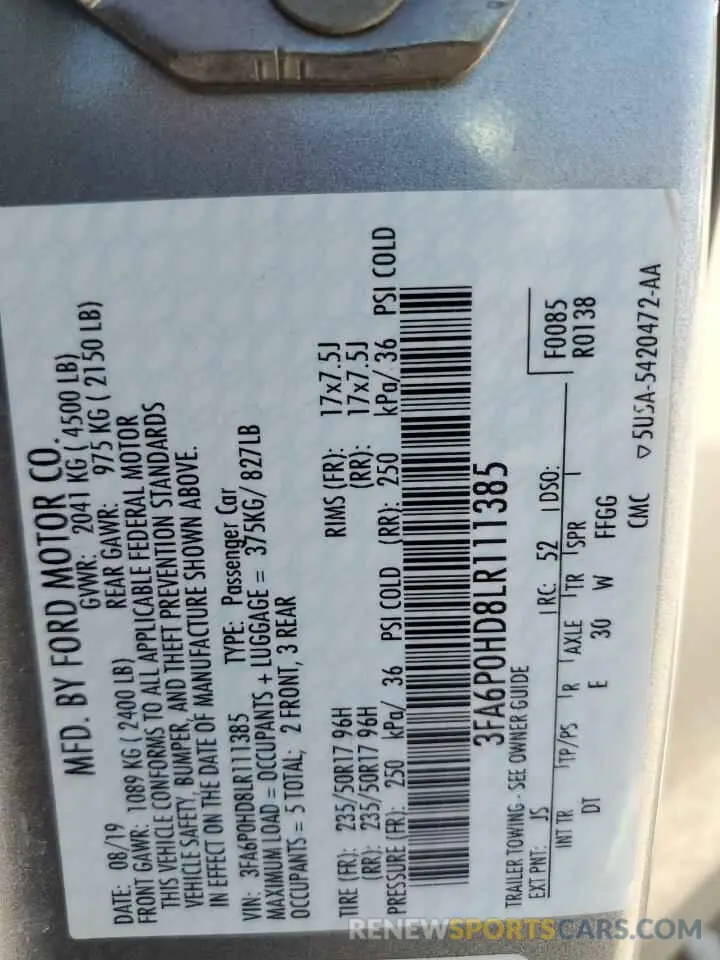 MFD. BY FORD MOTOR CO.
DATE: 08/19 GVWR: 2041 KG ( 4500 LB)
FRONT GAWR: 1089 KG ( 2400 LB) REAR GAWR: 975 KG ( 2150 LB)
THIS VEHICLE CONFORMS TO ALL APPLICABLE FEDERAL MOTOR
VEHICLE SAFETY, BUMPER, AND THEFT PREVENTION STANDARDS
IN EFFECT ON THE DATE OF MANUFACTURE SHOWN ABOVE.
VIN: 3FA6P0HD8LR111385 TYPE: Passenger Car
MAXIMUM LOAD = OCCUPANTS + LUGGAGE = 375KG/ 827LB
OCCUPANTS = 5 TOTAL; 2 FRONT, 3 REAR
TIRE (FR): 235/50R17 96H RIMS (FR): 17x7.5J
(RR): 235/50R17 96H (RR): 17x7.5J
PRESSURE (FR): 250 kPa/ 36 PSI COLD (RR): 250 kPa/ 36 PSI COLD
3FA6P0HD8LR111385
TRAILER TOWING - SEE OWNER GUIDE
EXT PNT: JS RC: 52 DSO: F0085
INT TR TP/PS R AXLE TR SPR R0138
DT E 30 W FFGG
CMC ▽5USA-5420472-AA
RENEWSPORTSCARS.COM